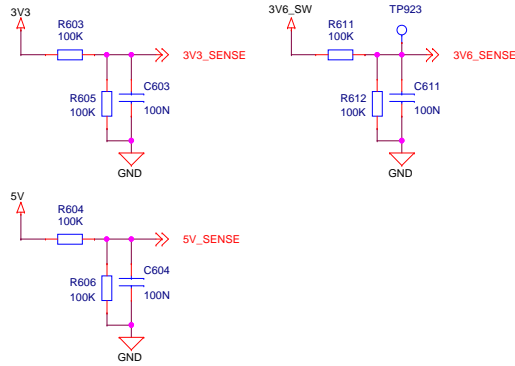 3V3
R603
100K
3V3_SENSE
R605
100K
C603
100N
GND
3V6_SW
R611
100K
TP923
3V6_SENSE
R612
100K
C611
100N
GND
5V
R604
100K
5V_SENSE
R606
100K
C604
100N
GND